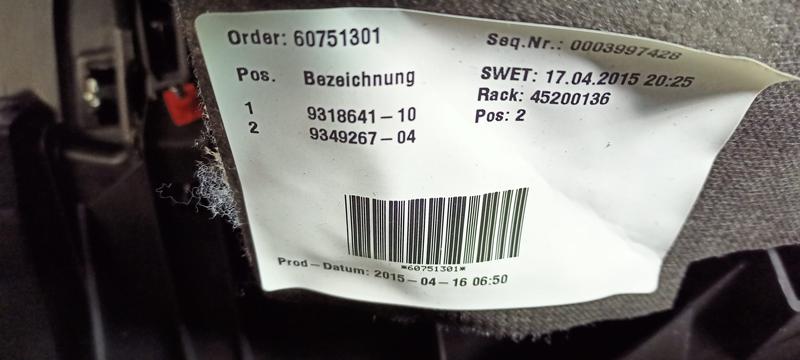 Order: 60751301
Seq.Nr.: 0003997428
Pos. Bezeichnung
SWET: 17.04.2015 20:25
Rack: 45200136
Pos: 2
1 9318641-10
2 9349267-04
*60751301*
Prod-Datum: 2015-04-16 06:50